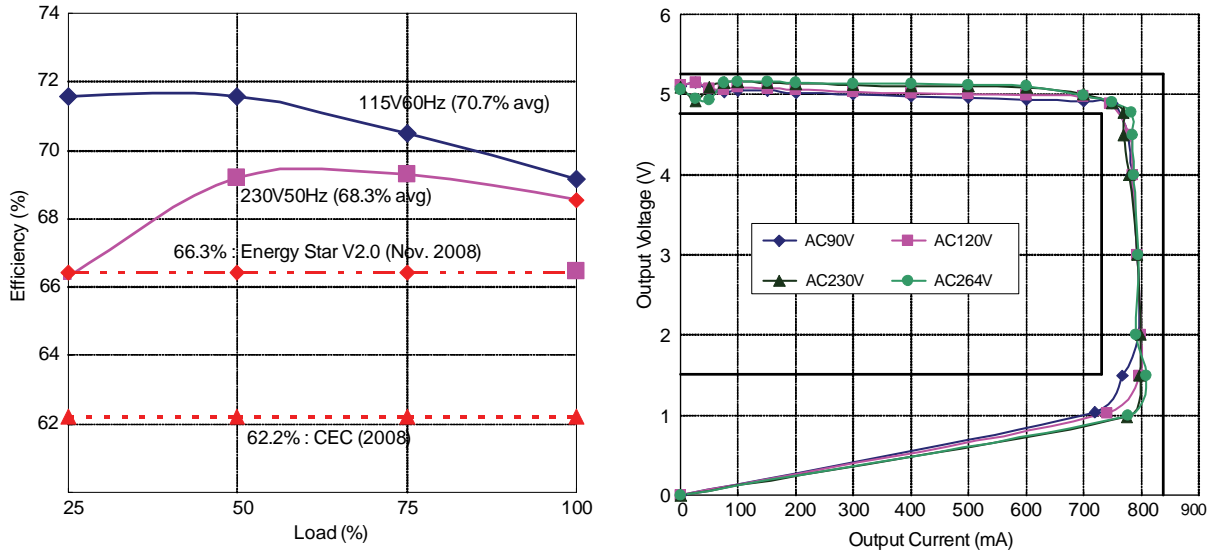 74
72
70
68
66
64
62
Efficiency (%)
115V60Hz (70.7% avg)
230V50Hz (68.3% avg)
66.3% : Energy Star V2.0 (Nov. 2008)
62.2% : CEC (2008)
25
50
75
100
Load (%)
6
5
4
3
2
1
0
Output Voltage (V)
AC90V
AC120V
AC230V
AC264V
0
100
200
300
400
500
600
700
800
900
Output Current (mA)